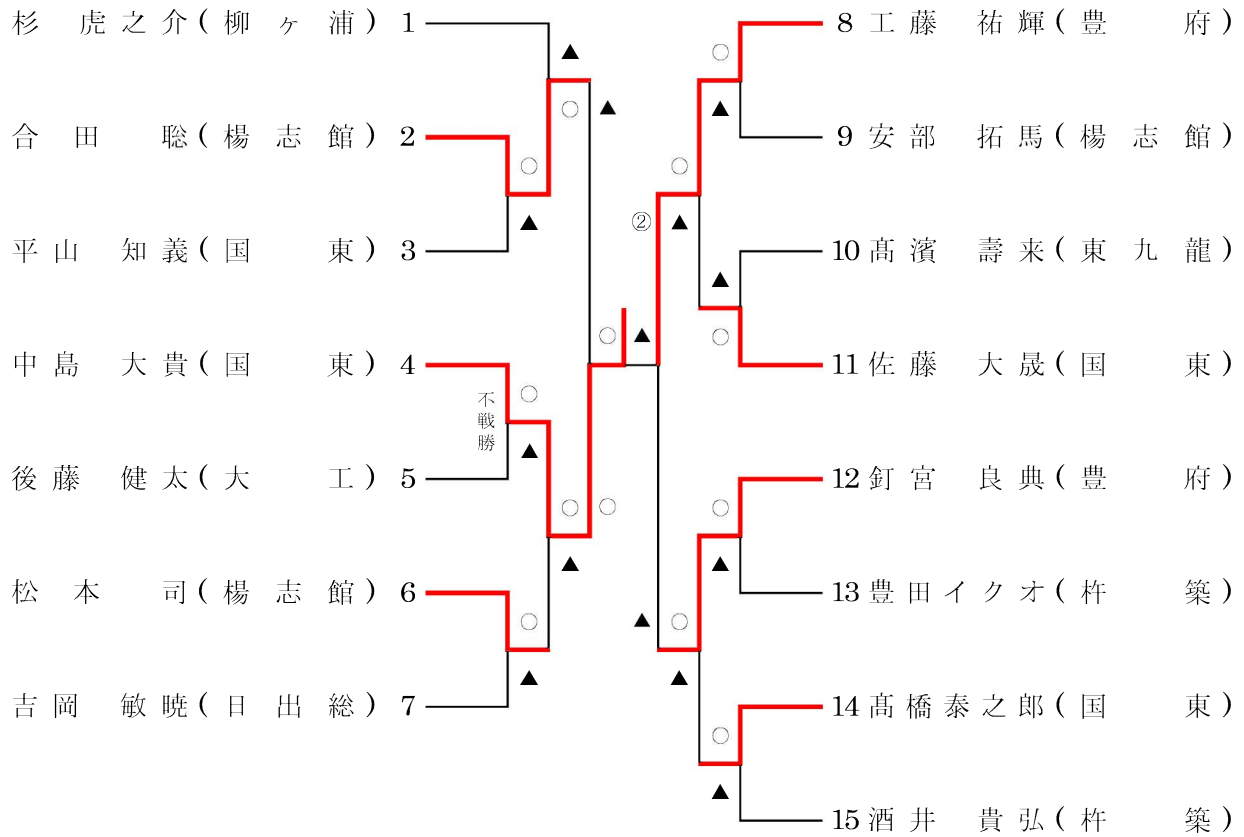 杉 虎之介(柳ヶ浦) 1
合田 聡(楊志館) 2
平山 知義(国東) 3
中島 大貴(国東) 4
後藤 健太(大工) 5
松本 司(楊志館) 6
吉岡 敏暁(日出総) 7
不戦勝
▲
○
▲
○
▲
○
▲
○
○
▲
○
▲
○
▲
②
○
▲
○
▲
▲
○
○
▲
▲
○
▲
○
▲
8 工藤 祐輝(豊府)
9 安部 拓馬(楊志館)
10 髙濱 壽来(東九龍)
11 佐藤 大晟(国東)
12 釘宮 良典(豊府)
13 豊田イクオ(杵築)
14 髙橋泰之郎(国東)
15 酒井 貴弘(杵築)